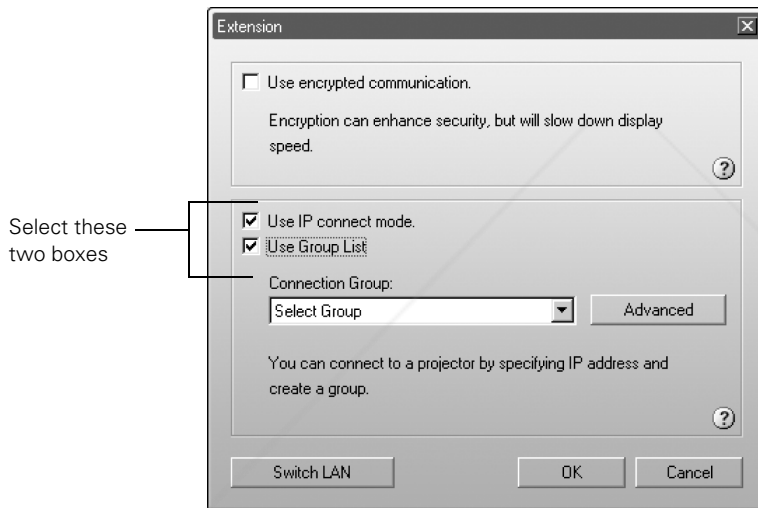 Extension
Use encrypted communication.
Encryption can enhance security, but will slow down display
speed.
?
Select these
two boxes
Use IP connect mode.
Use Group List
Connection Group:
Select Group
Advanced
You can connect to a projector by specifying IP address and
create a group.
?
Switch LAN
OK
Cancel